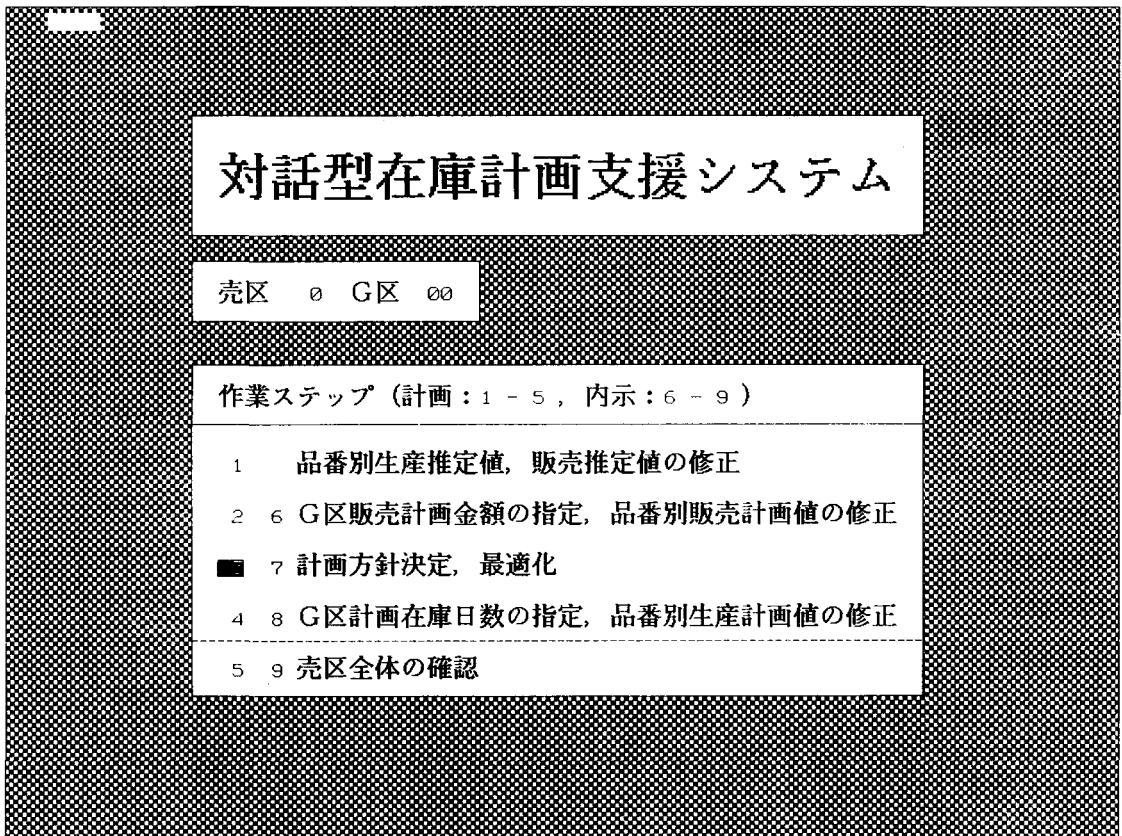 対話型在庫計画支援システム
売区 0 G区 00
作業ステップ (計画:1-5, 内示:6-9)
1 品番別生産推定値, 販売推定値の修正
2 6 G区販売計画金額の指定, 品番別販売計画値の修正
7 計画方針決定, 最適化
4 8 G区計画在庫日数の指定, 品番別生産計画値の修正
5 9 売区全体の確認